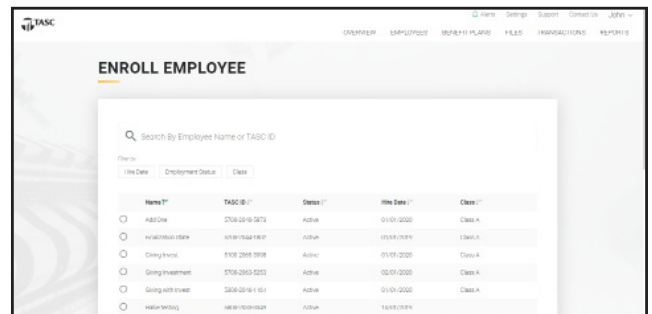 TASC
Alerts Settings Support Contact Us John
OVERVIEW EMPLOYEES BENEFIT PLANS FILES TRANSACTIONS REPORTS
ENROLL EMPLOYEE
Search By Employee Name or TASC ID
Filter by
Hire Date Employment Status Class
Name TASC ID Status Hire Date Class
Add One Active 01/01/2020 Class A
Active Class A
Giving Invest. Active 01/01/2020 Class A
Giving Investment 5700-2963-5253 Active 02/01/2020 Class A
Giving with Invest Active 01/01/2020 Class A
Active